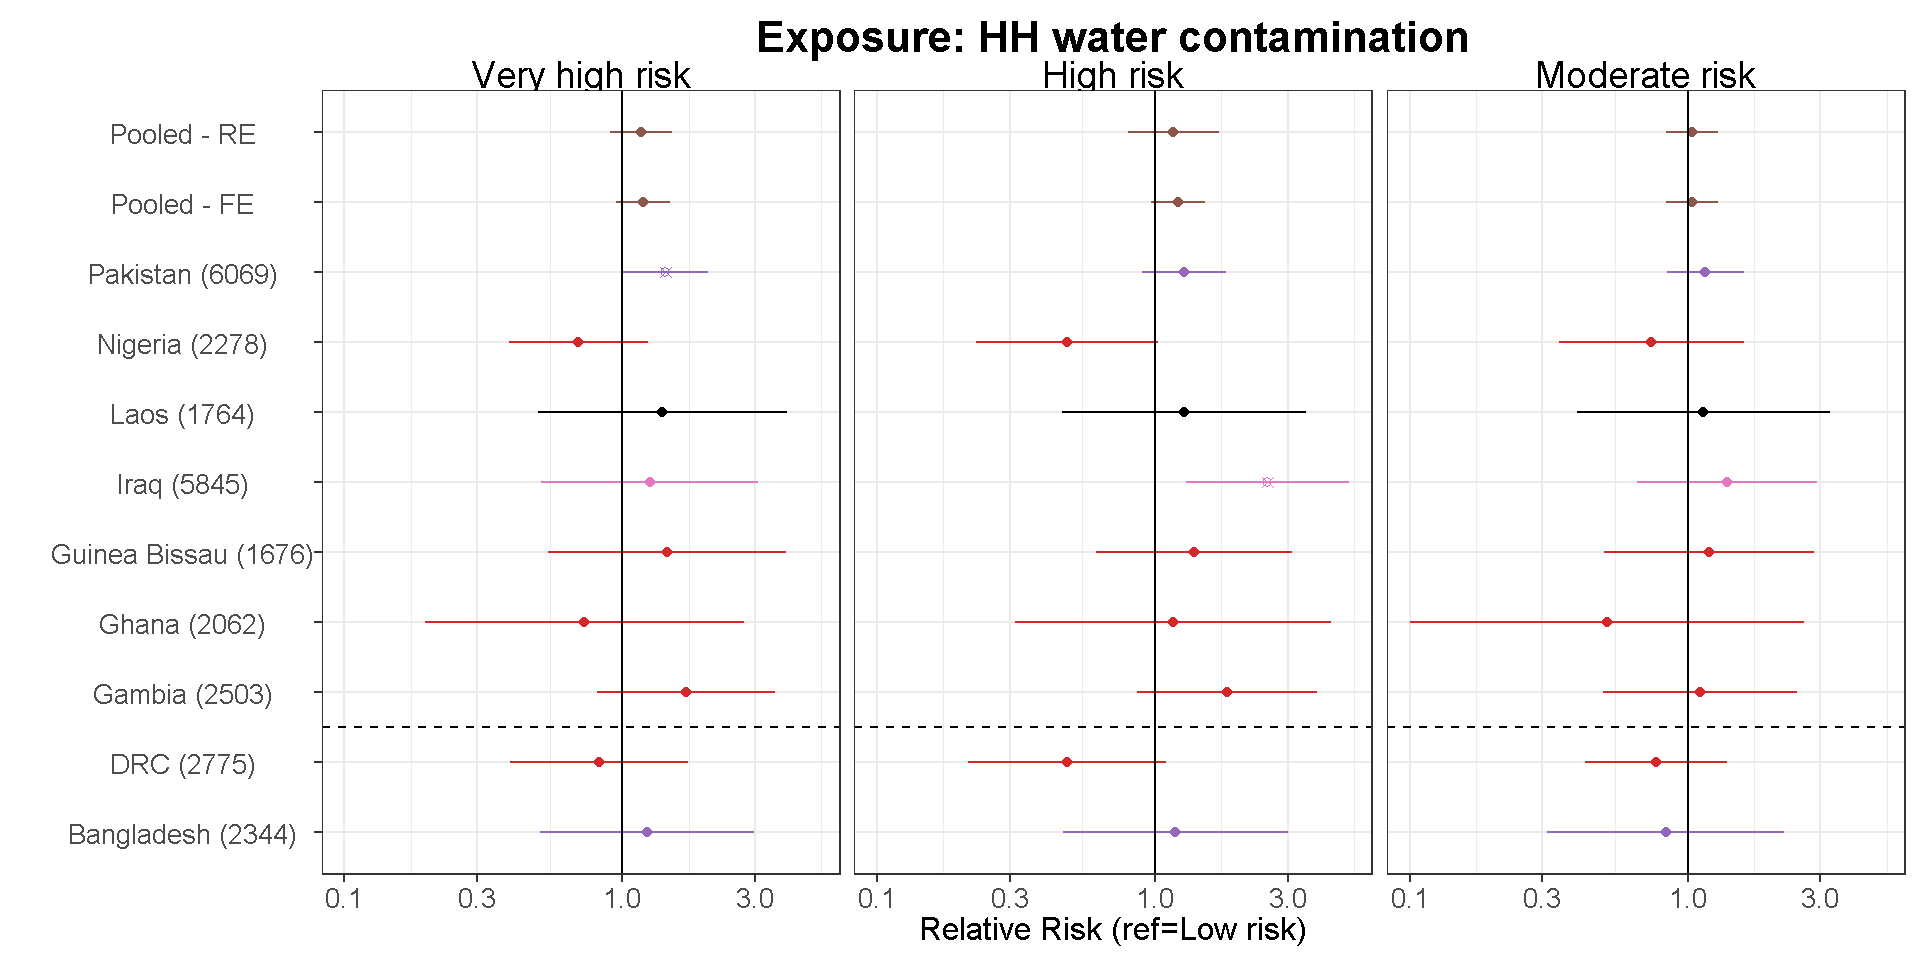 Exposure: HH water contamination
Very high risk
High risk
Moderate risk
Pooled - RE
Pooled - FE
Pakistan (6069)
Nigeria (2278)
Laos (1764)
Iraq (5845)
Guinea Bissau (1676)
Ghana (2062)
Gambia (2503)
DRC (2775)
Bangladesh (2344)
0.1 0.3 1.0 3.0 0.1 0.3 1.0 3.0 0.1 0.3 1.0 3.0
Relative Risk (ref=Low risk)